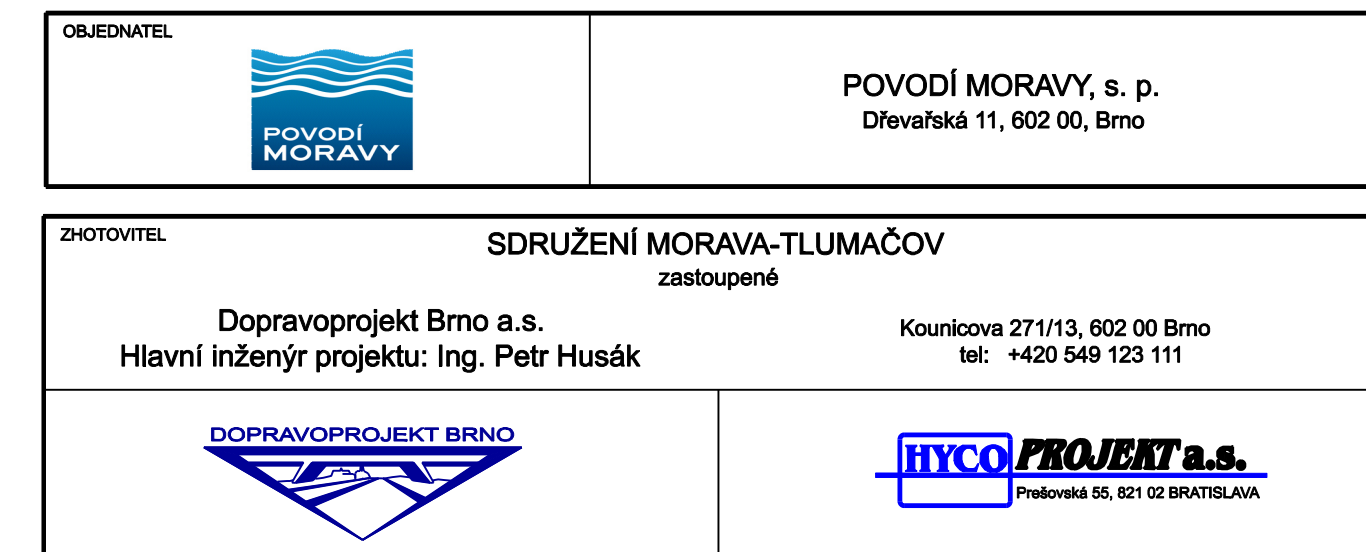 OBJEDNATEL
POVODÍ
MORAVY
POVODÍ MORAVY, s. p.
Dřevařská 11, 602 00, Brno
ZHOTOVITEL
SDRUŽENÍ MORAVA-TLUMAČOV
zastoupené
Dopravoprojekt Brno a.s.
Hlavní inženýr projektu: Ing. Petr Husák
Kounicova 271/13, 602 00 Brno
tel: +420 549 123 111
DOPRAVOPROJEKT BRNO
HYCO PROJEKT a.s.
Prešovská 55, 821 02 BRATISLAVA